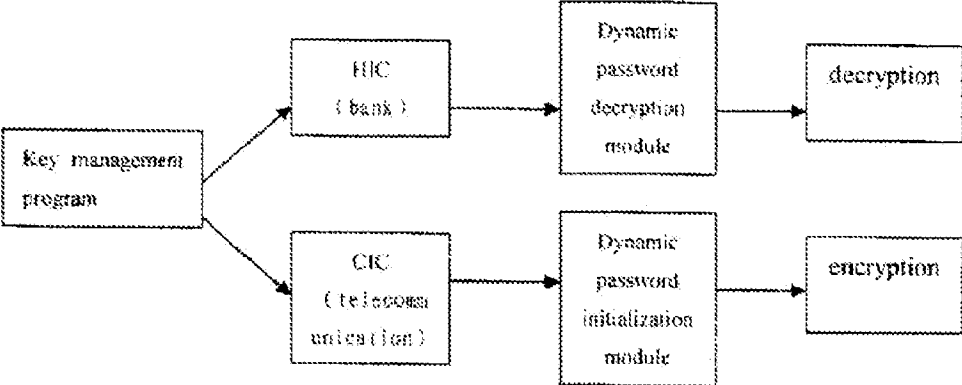 Key management
program
HIC
(bank)
Dynamic
password
decryption
module
decryption
CIC
(telecomm
unication)
Dynamic
password
initialization
module
encryption